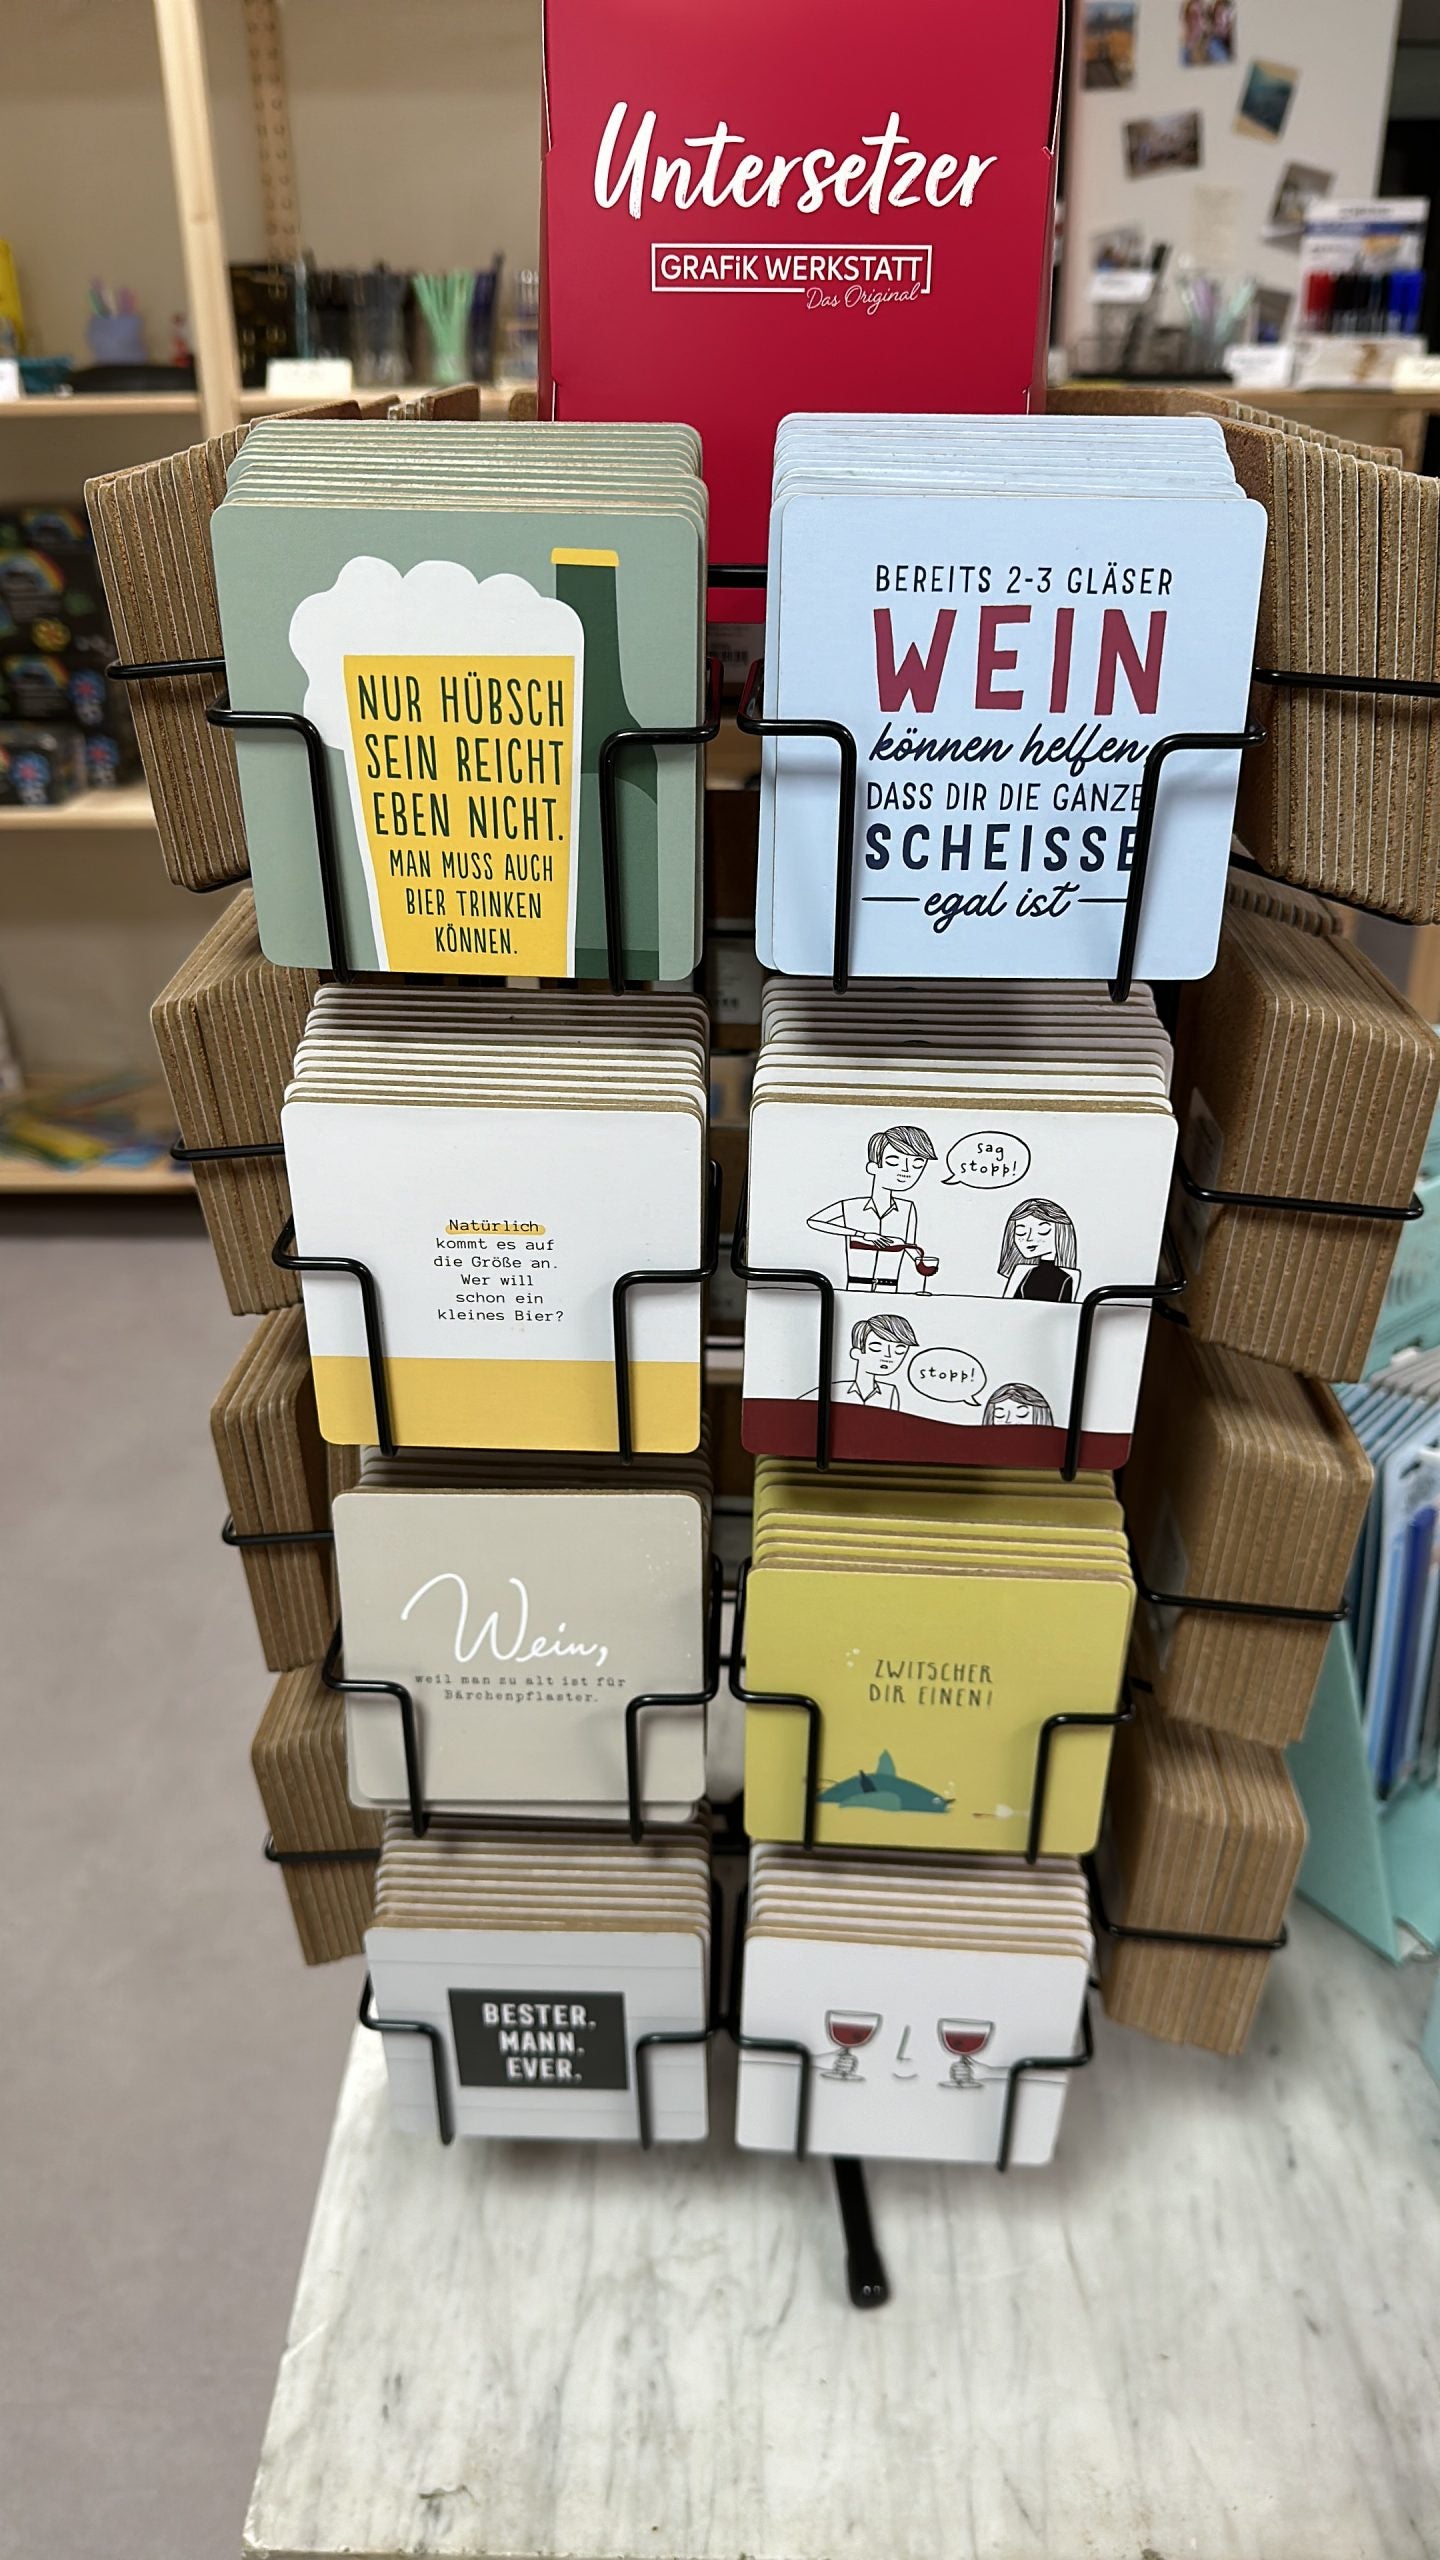 Untersetzer
GRAFiK WERKSTATT
Das Original
NUR HÜBSCH
SEIN REICHT
EBEN NICHT.
MAN MUSS AUCH
BIER TRINKEN
KÖNNEN.
BEREITS 2-3 GLÄSER
WEIN
können helfen,
DASS DIR DIE GANZE
SCHEISSE
egal ist
Natürlich
kommt es auf
die Größe an.
Wer will
schon ein
kleines Bier?
sag
stopp!
stopp!
Wein,
weil man zu alt ist für
Bärchenpflaster.
ZWITSCHER
DIR EINEN!
BESTER.
MANN.
EVER.